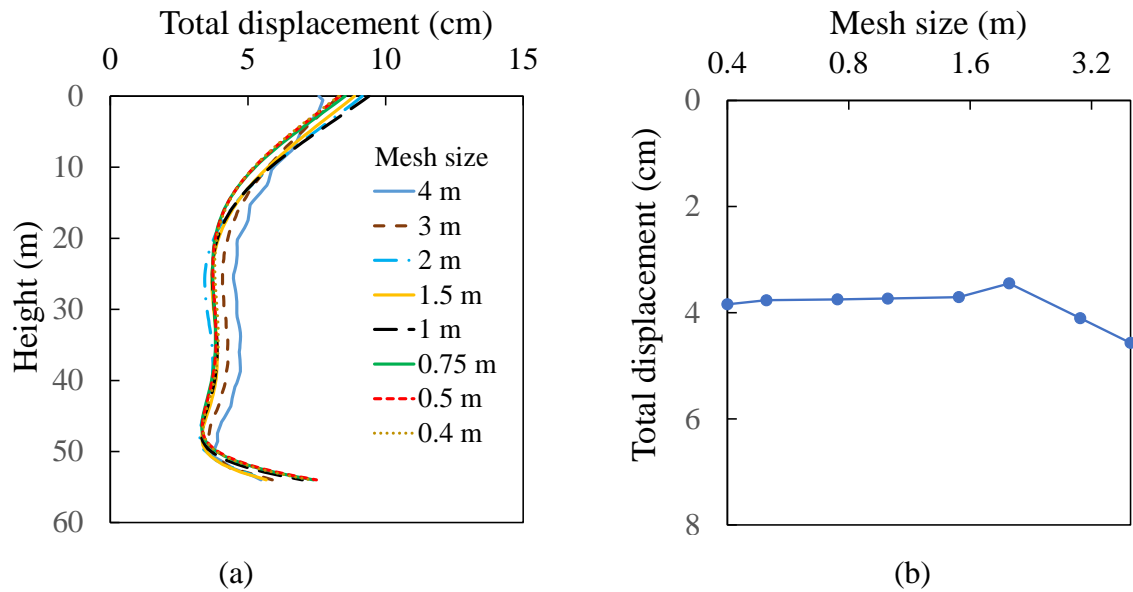 Total displacement (cm)
0 5 10 15
Height (m)
0
10
20
30
40
50
60
Mesh size
4 m
3 m
2 m
1.5 m
1 m
0.75 m
0.5 m
0.4 m
(a)
Mesh size (m)
0.4 0.8 1.6 3.2
Total displacement (cm)
0
2
4
6
8
(b)